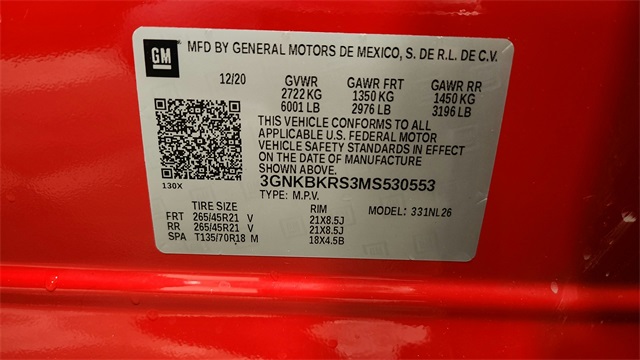 GM
MFD BY GENERAL MOTORS DE MEXICO, S. DE R.L. DE C.V.
12/20 GVWR GAWR FRT GAWR RR
2722 KG 1350 KG 1450 KG
6001 LB 2976 LB 3196 LB
THIS VEHICLE CONFORMS TO ALL
APPLICABLE U.S. FEDERAL MOTOR
VEHICLE SAFETY STANDARDS IN EFFECT
ON THE DATE OF MANUFACTURE
SHOWN ABOVE.
130X
3GNKBKRS3MS530553
TYPE: M.P.V.
TIRE SIZE RIM MODEL: 331NL26
FRT 265/45R21 V 21X8.5J
RR 265/45R21 V 21X8.5J
SPA T135/70R18 M 18X4.5B